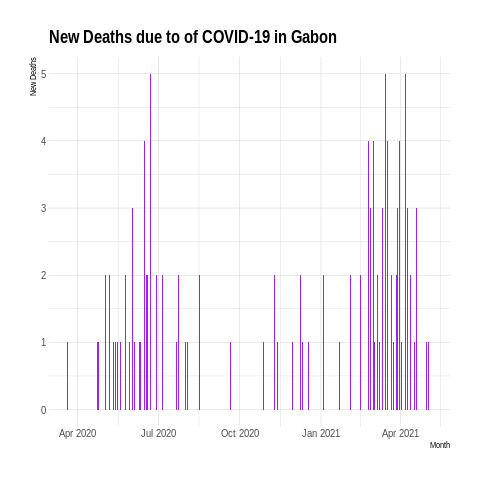 New Deaths due to of COVID-19 in Gabon
New Deaths
5
4
3
2
1
0
Apr 2020 Jul 2020 Oct 2020 Jan 2021 Apr 2021
Month